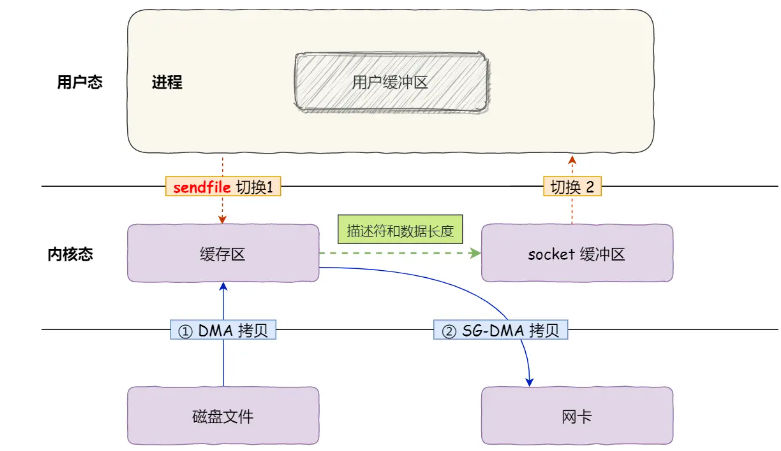 用户态
进程
用户缓冲区
sendfile 切换1
切换 2
内核态
缓存区
描述符和数据长度
socket 缓冲区
① DMA 拷贝
② SG-DMA 拷贝
磁盘文件
网卡